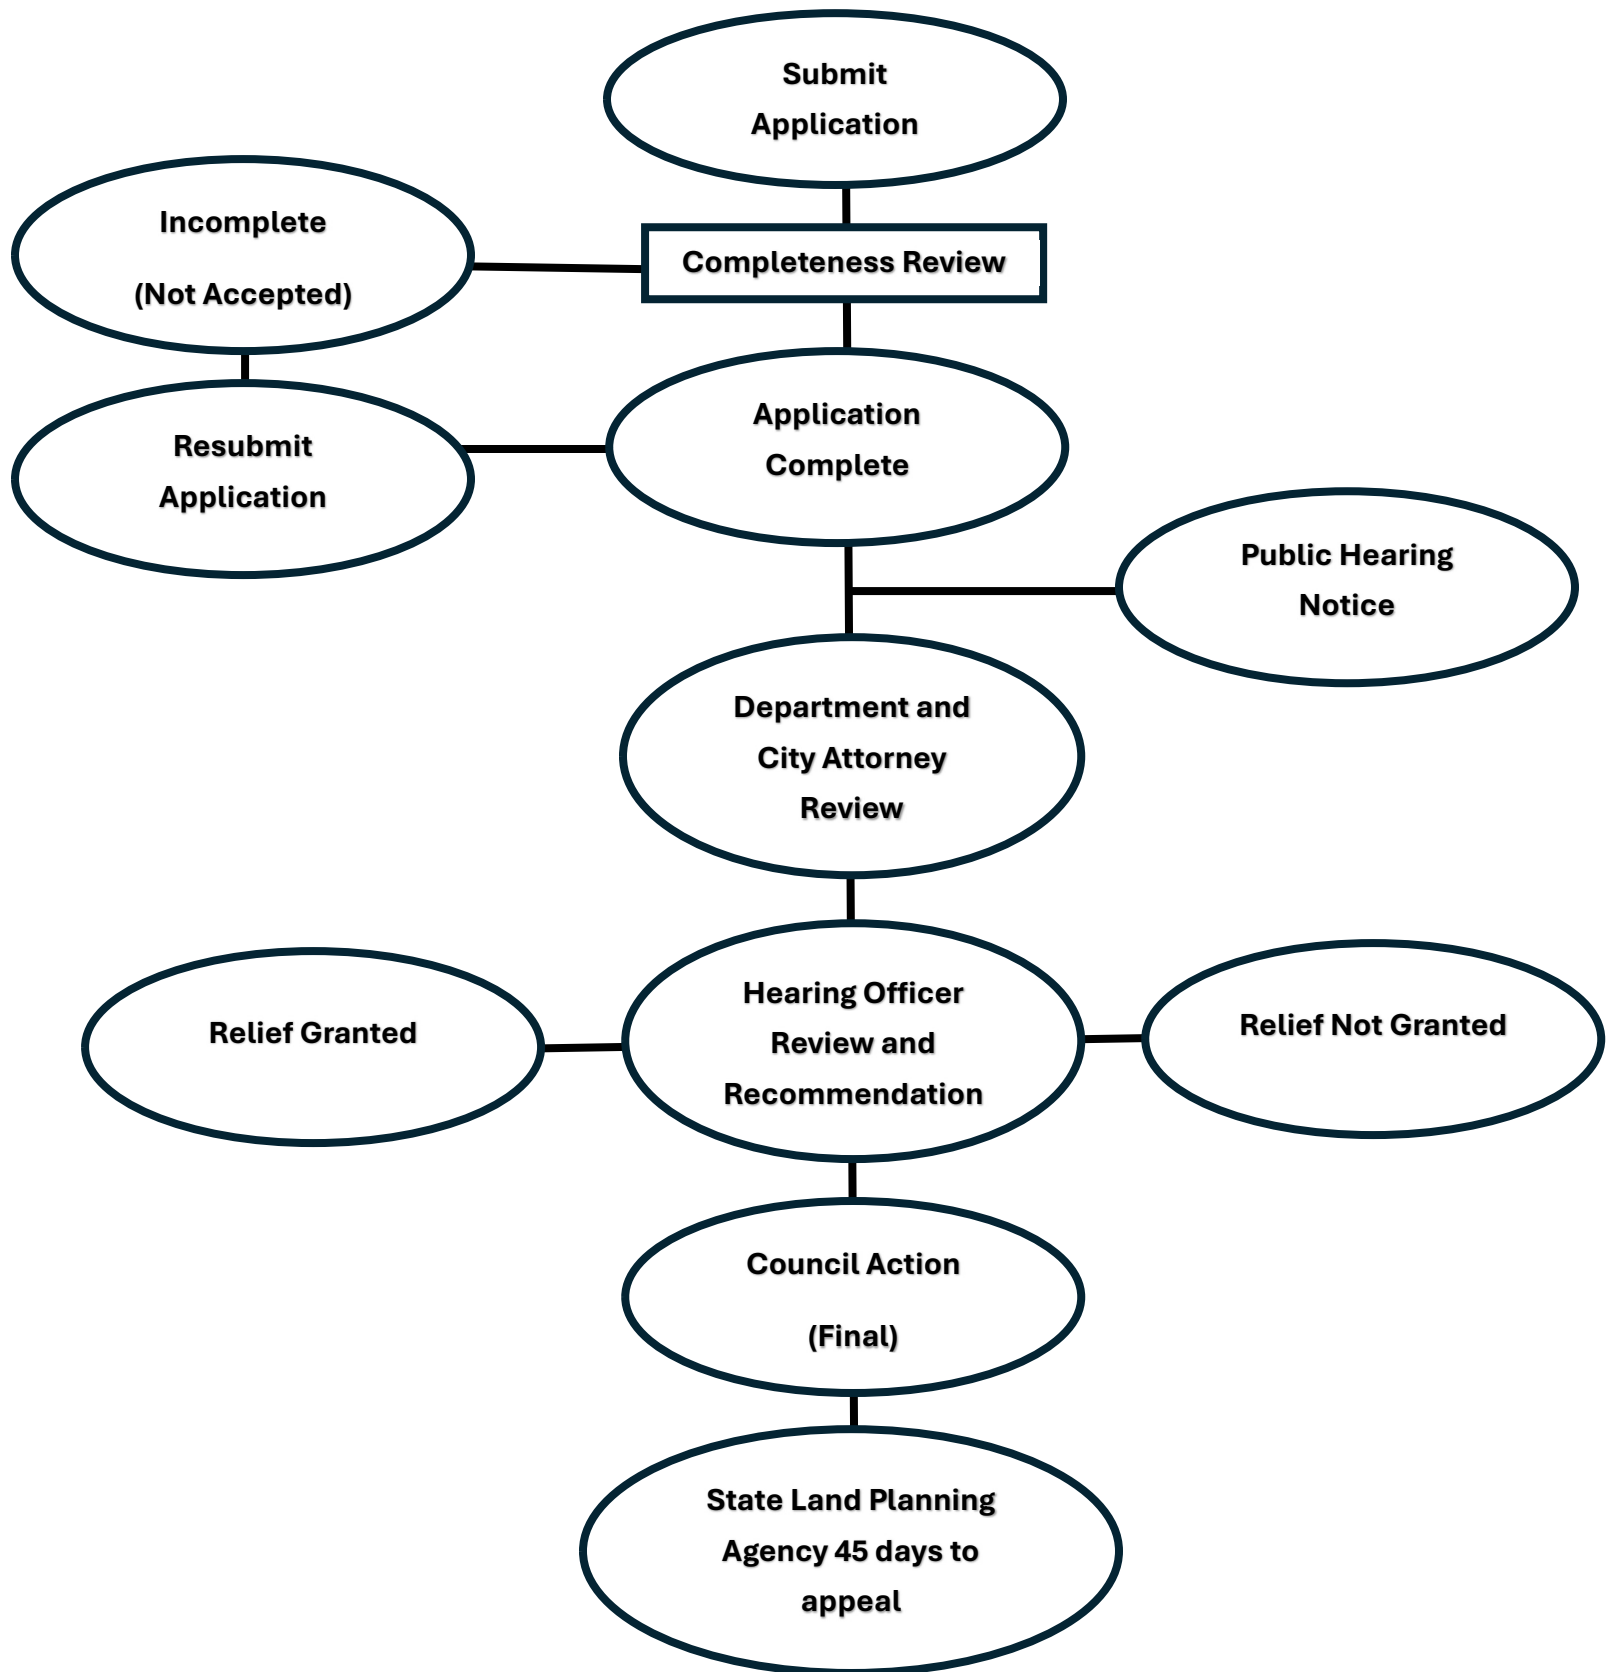 Submit
Application
Incomplete
(Not Accepted)
Completeness Review
Application
Complete
Resubmit
Application
Public Hearing
Notice
Department and
City Attorney
Review
Hearing Officer
Review and
Recommendation
Relief Granted
Relief Not Granted
Council Action
(Final)
State Land Planning
Agency 45 days to
appeal